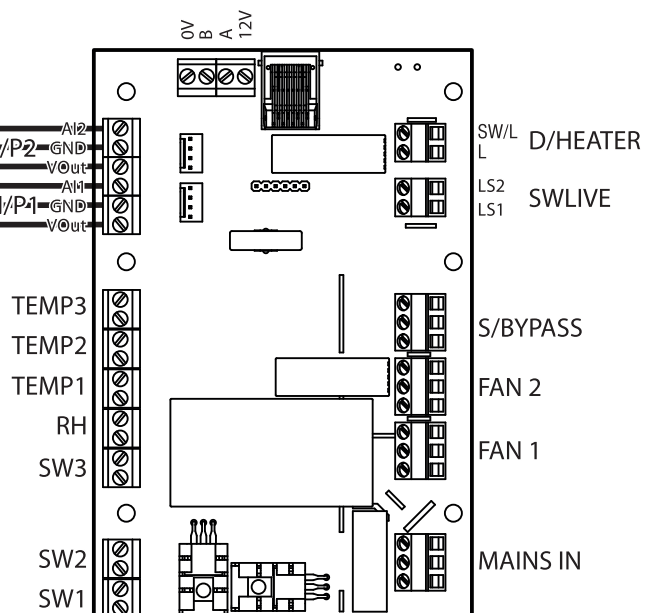 0V
B
A
12V
AI2
/P2 GND
VOut
AI1
/P1 GND
VOut
TEMP3
TEMP2
TEMP1
RH
SW3
SW2
SW1
SW/L D/HEATER
L
LS2 SWLIVE
LS1
S/BYPASS
FAN 2
FAN 1
MAINS IN